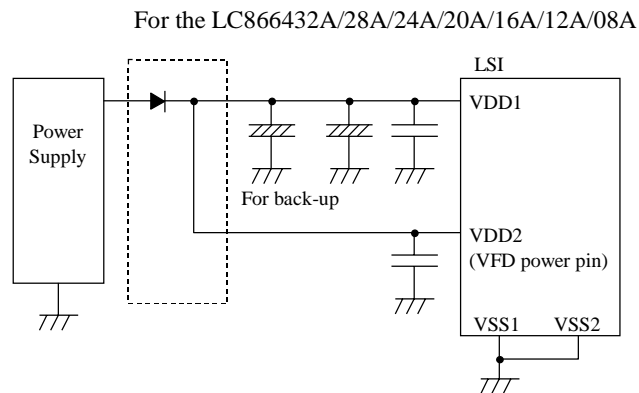 For the LC866432A/28A/24A/20A/16A/12A/08A
LSI
VDD1
Power
Supply
For back-up
VDD2
(VFD power pin)
VSS1 VSS2